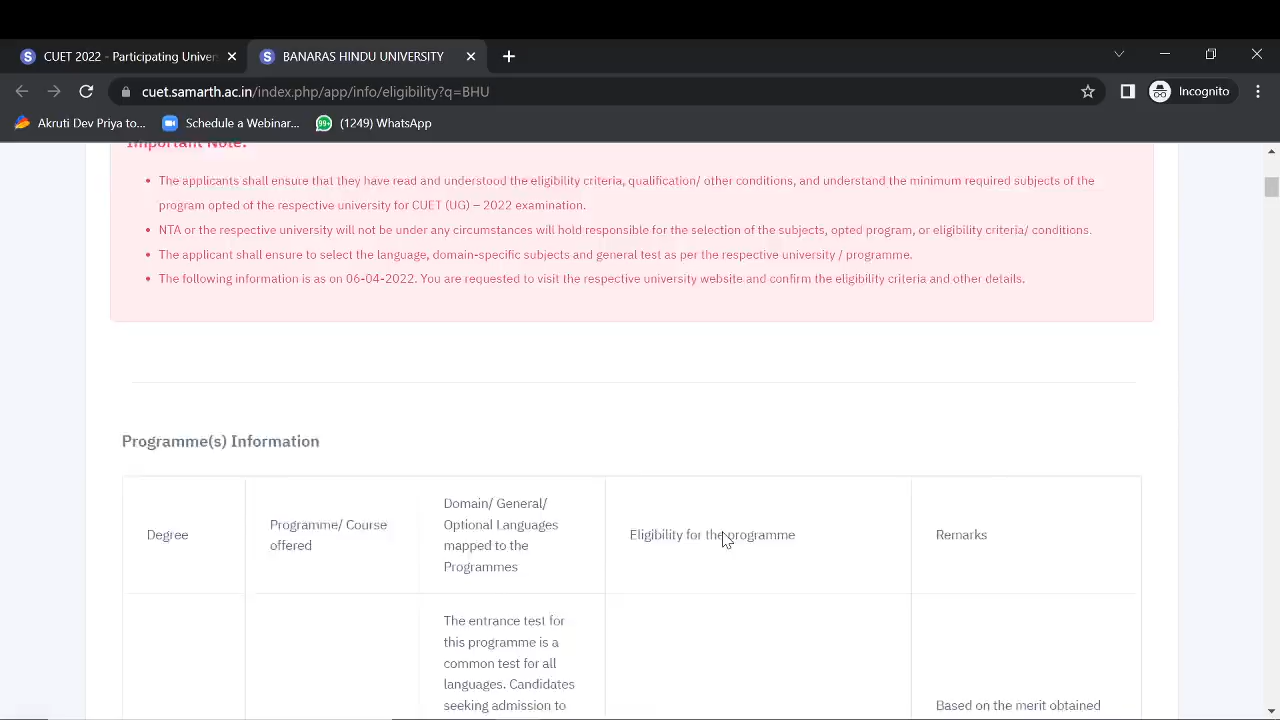 CUET 2022 - Participating Univer
BANARAS HINDU UNIVERSITY
cuet.samarth.ac.in/index.php/app/info/eligibility?q=BHU
Incognito
Akruti Dev Priya to...
Schedule a Webinar...
99+
(1249) WhatsApp
Important Note:
The applicants shall ensure that they have read and understood the eligibility criteria, qualification/ other conditions, and understand the minimum required subjects of the
program opted of the respective university for CUET (UG) – 2022 examination.
NTA or the respective university will not be under any circumstances will hold responsible for the selection of the subjects, opted program, or eligibility criteria/ conditions.
The applicant shall ensure to select the language, domain-specific subjects and general test as per the respective university / programme.
The following information is as on 06-04-2022. You are requested to visit the respective university website and confirm the eligibility criteria and other details.
Programme(s) Information
Degree
Programme/ Course
offered
Domain/ General/
Optional Languages
mapped to the
Programmes
Eligibility for the programme
Remarks
The entrance test for
this programme is a
common test for all
languages. Candidates
seeking admission to
Based on the merit obtained